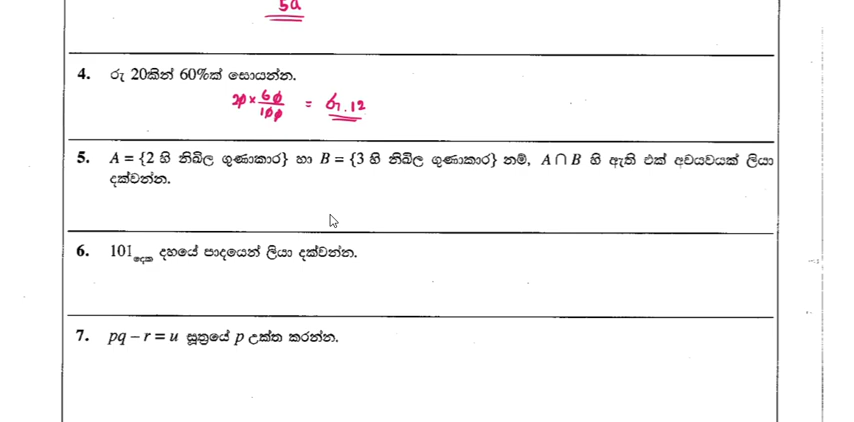 5a
4. රු 20කින් 60%ක් සොයන්න.
20 × 60/100 = රු.12
5. A = {2 හි නිඛිල ගුණාකාර} හා B = {3 හි නිඛිල ගුණාකාර} නම්, A ∩ B හි ඇති එක් අවයවයක් ලියා
දක්වන්න.
6. 101දෙක දහයේ පාදයෙන් ලියා දක්වන්න.
7. pq – r = u සූත්‍රයේ p උක්ත කරන්න.